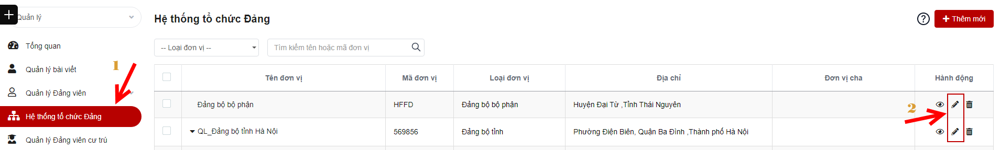 Quản lý
Tổng quan
Quản lý bài viết
1
Quản lý Đảng viên
Hệ thống tổ chức Đảng
Quản lý Đảng viên cư trú
Hệ thống tổ chức Đảng
Thêm mới
-- Loại đơn vị --
Tìm kiếm tên hoặc mã đơn vị
Tên đơn vị Mã đơn vị Loại đơn vị Địa chỉ Đơn vị cha Hành động
Đảng bộ bộ phận HFFD Đảng bộ bộ phận Huyện Đại Từ ,Tỉnh Thái Nguyên
2
QL_Đảng bộ tỉnh Hà Nội 569856 Đảng bộ tỉnh Phường Điện Biên, Quận Ba Đình ,Thành phố Hà Nội